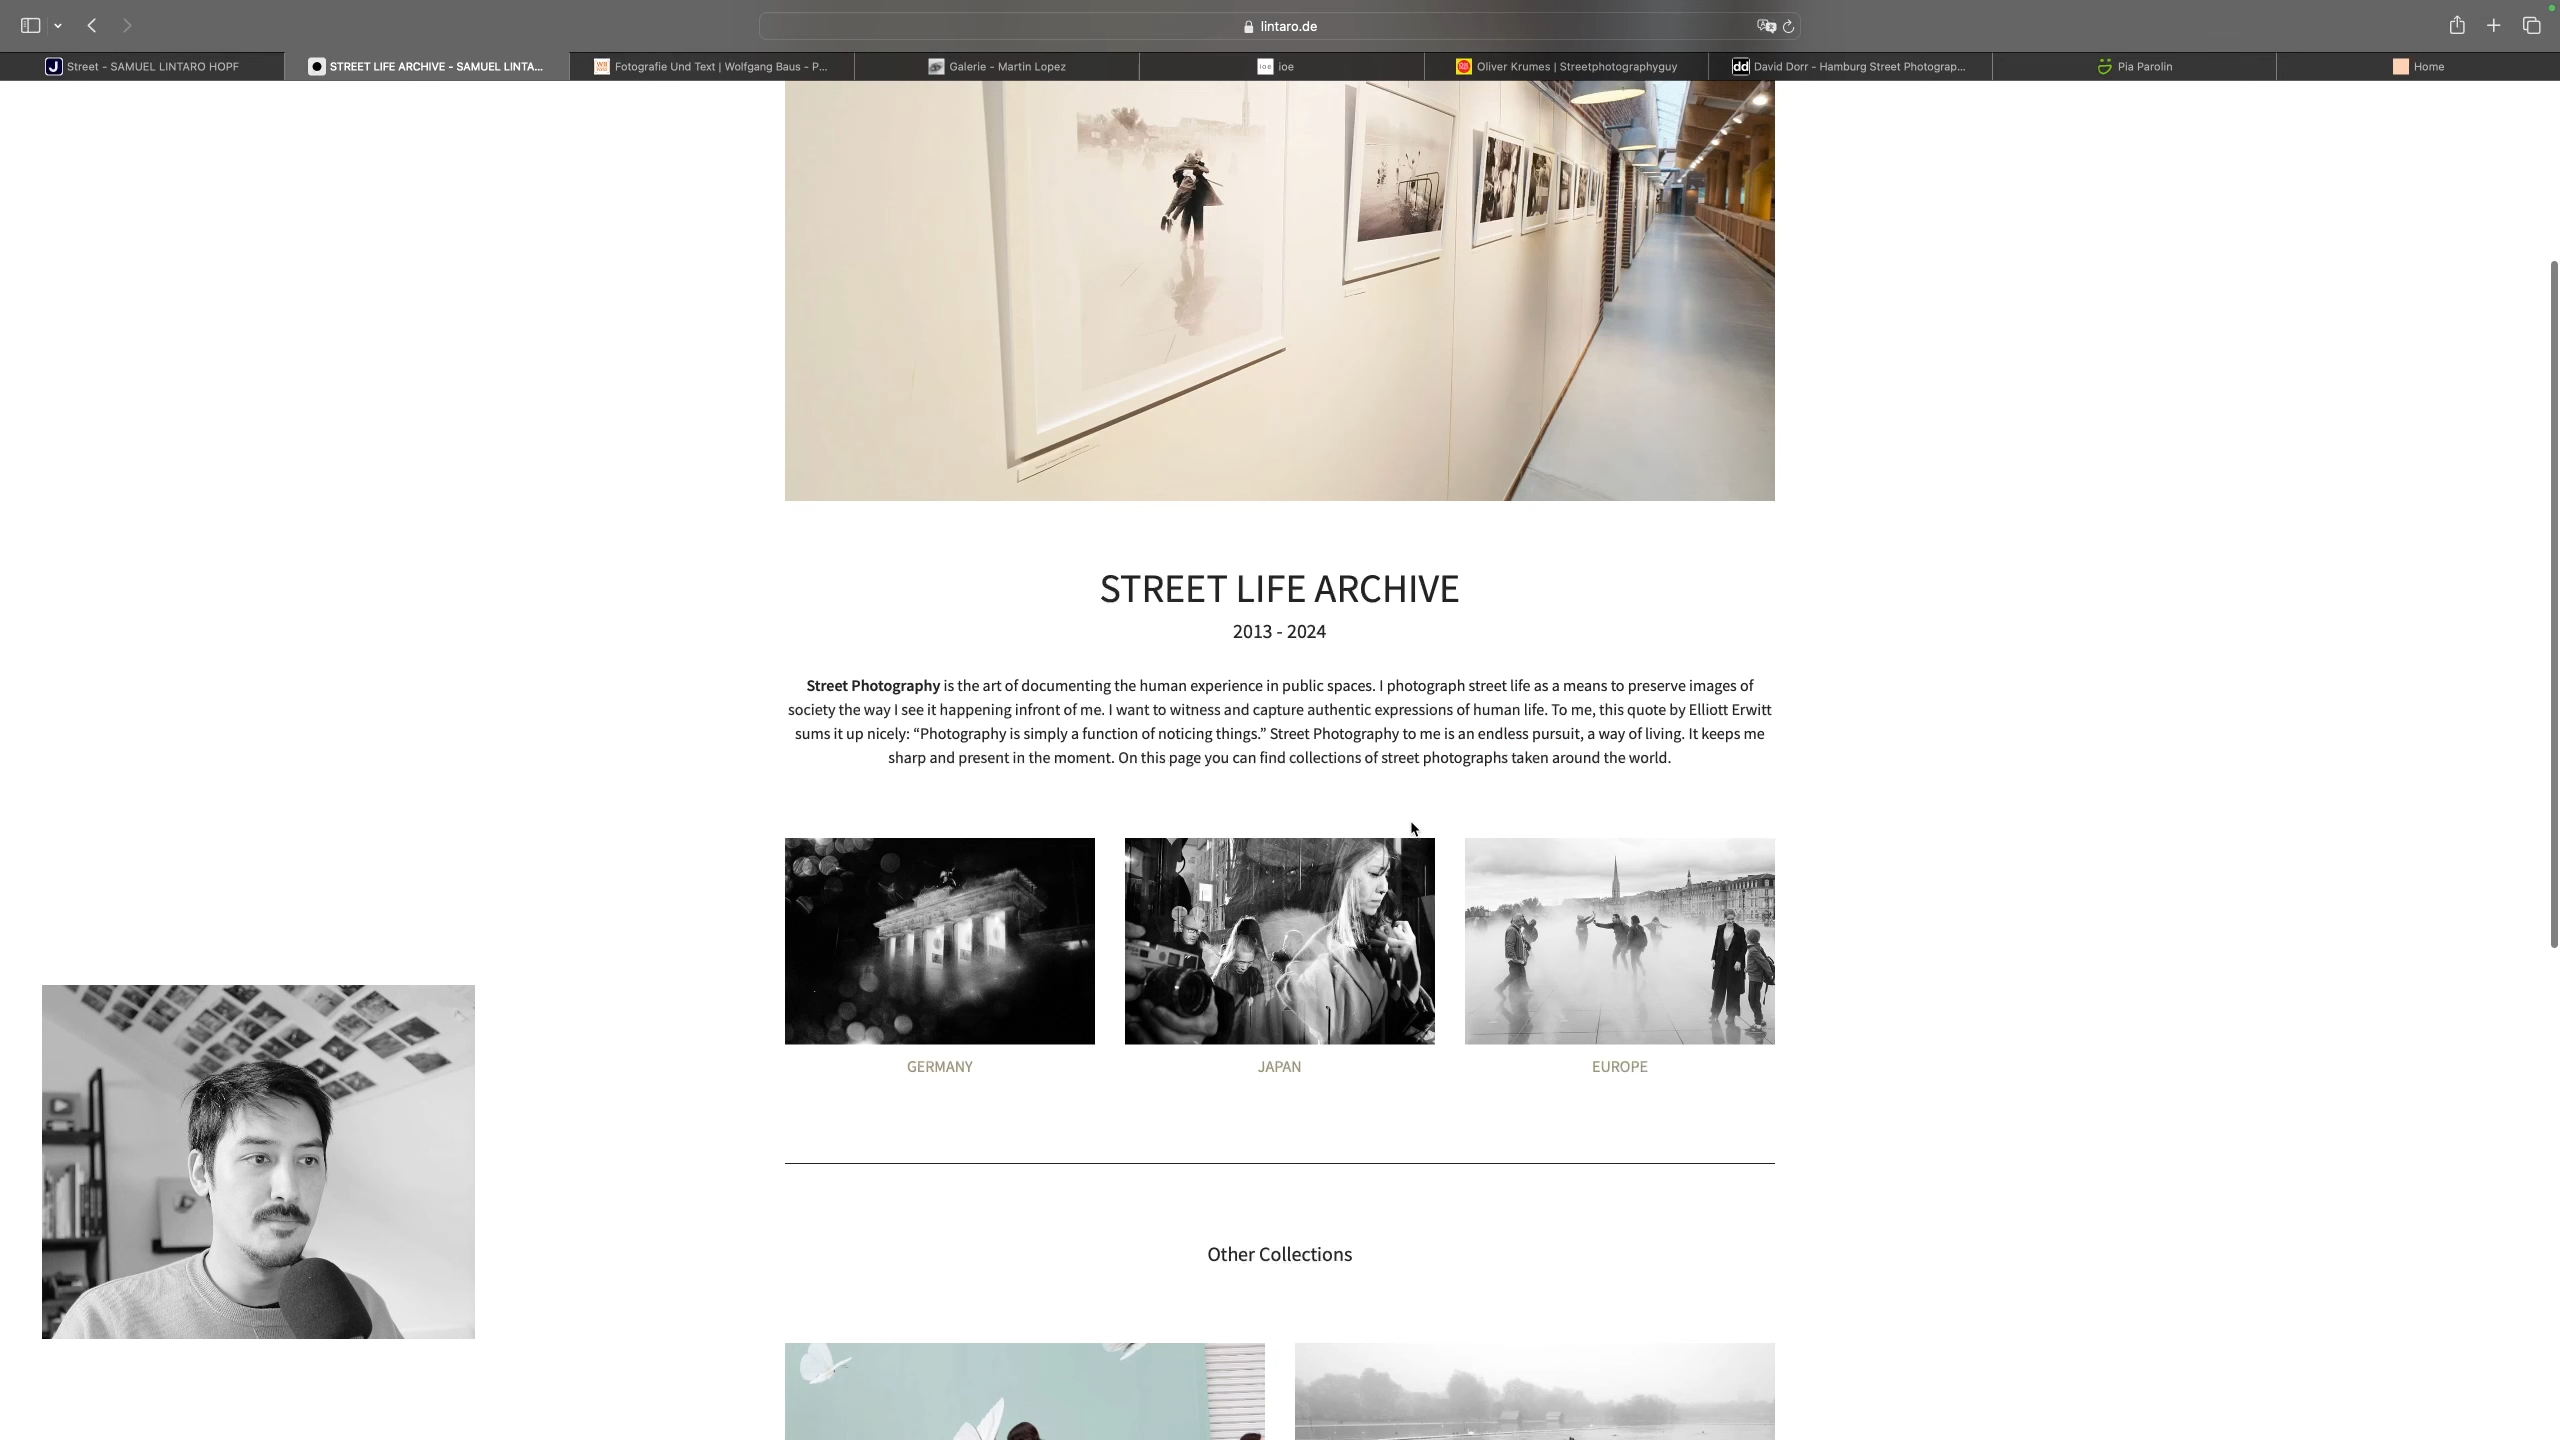 lintaro.de
Street - SAMUEL LINTARO HOPF
STREET LIFE ARCHIVE - SAMUEL LINTA...
Fotografie Und Text | Wolfgang Baus - P...
Galerie - Martin Lopez
ioe
Oliver Krumes | Streetphotographyguy
dd David Dorr - Hamburg Street Photograp...
Pia Parolin
Home
STREET LIFE ARCHIVE
2013 - 2024
Street Photography is the art of documenting the human experience in public spaces. I photograph street life as a means to preserve images of
society the way I see it happening infront of me. I want to witness and capture authentic expressions of human life. To me, this quote by Elliott Erwitt
sums it up nicely: “Photography is simply a function of noticing things.” Street Photography to me is an endless pursuit, a way of living. It keeps me
sharp and present in the moment. On this page you can find collections of street photographs taken around the world.
GERMANY
JAPAN
EUROPE
Other Collections